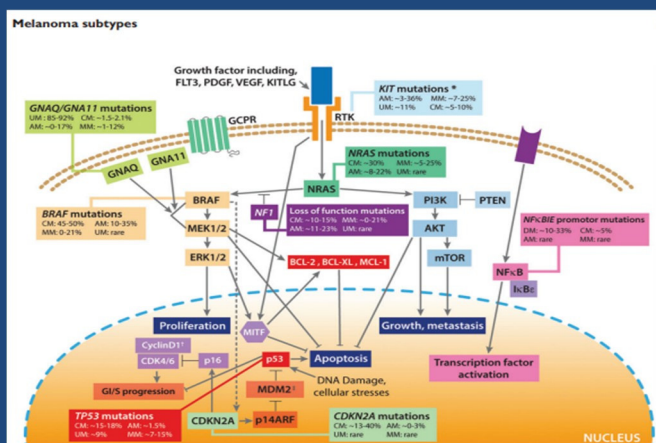 Melanoma subtypes
Growth factor including,
FLT3, PDGF, VEGF, KITLG
KIT mutations *
AM: ~3-36% MM: ~7-25%
UM: ~11% CM: ~5-10%
GNAQ/GNA11 mutations
UM : 85-92% CM: ~1.5-2.1%
AM: ~0-17% MM: ~1-12%
GCPR
RTK
GNAQ
GNA11
NRAS mutations
CM: ~30% MM: ~5-25%
AM: ~8-22% UM: rare
BRAF
NRAS
PI3K
PTEN
BRAF mutations
CM: 45-50% AM: 10-35%
MM: 0-21% UM: rare
NF1
Loss of function mutations
CM: ~10-15% MM: ~0-21%
AM: ~11-23% UM: rare
NFκBIE promotor mutations
DM: ~10-33% CM: ~5%
AM: rare MM: rare
MEK1/2
AKT
ERK1/2
BCL-2 , BCL-XL , MCL-1
mTOR
NFκB
IκBε
Proliferation
MITF
Growth, metastasis
CyclinD1
CDK4/6
p16
p53
Apoptosis
Transcription factor
activation
GI/S progression
MDM2
DNA Damage,
cellular stresses
TP53 mutations
CM: ~15-18% AM: ~1.5%
UM: ~9% MM: ~7-15%
CDKN2A
p14ARF
CDKN2A mutations
CM: ~13-40% AM: ~0-3%
UM: rare MM: rare
NUCLEUS